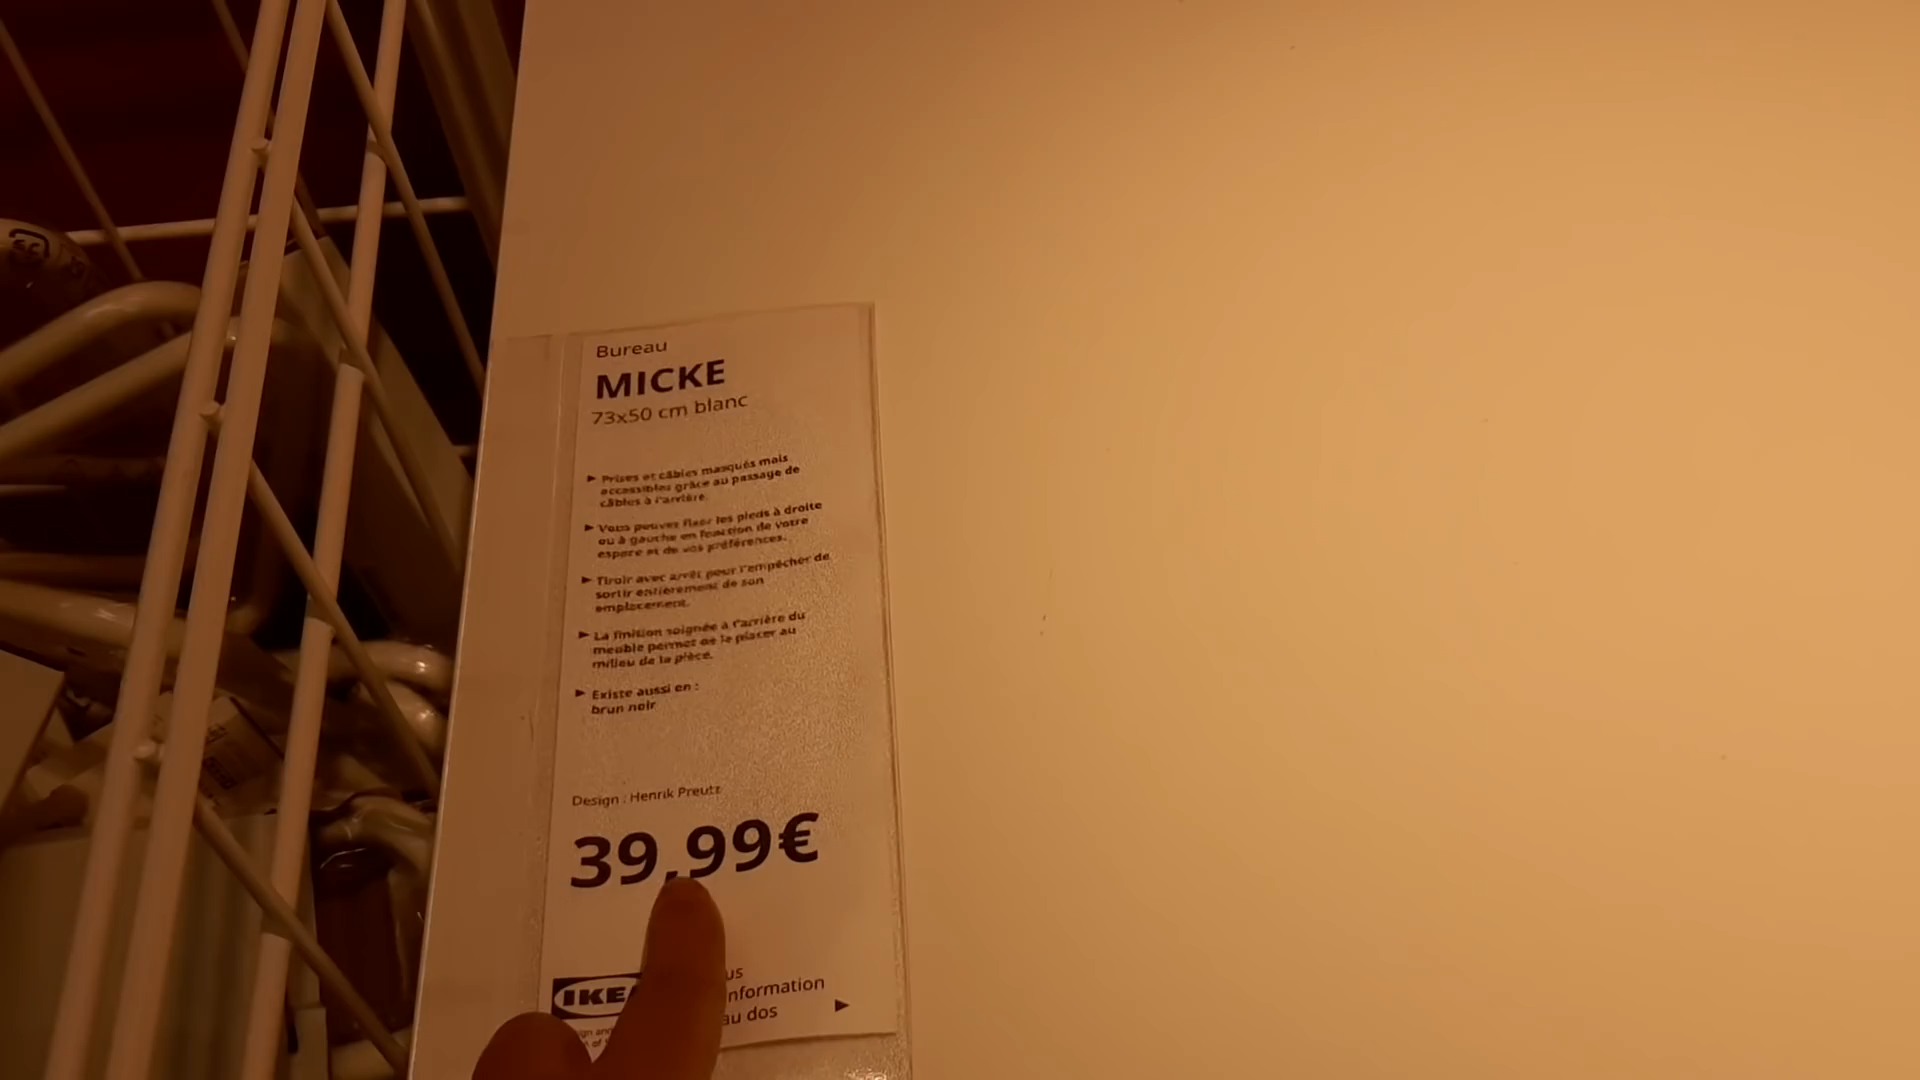 Bureau
MICKE
73x50 cm blanc
► Prises et câbles masqués mais
accessibles grâce au passage de
câbles à l'arrière.
► Vous pouvez fixer les pieds à droite
ou à gauche en fonction de votre
espace et de vos préférences.
► Tiroir avec arrêt pour l'empêcher de
sortir entièrement de son
emplacement.
► La finition soignée à l'arrière du
meuble permet de le placer au
milieu de la pièce.
► Existe aussi en :
brun noir
Design : Henrik Preutz
39,99€
IKEA
us
nformation
au dos ►